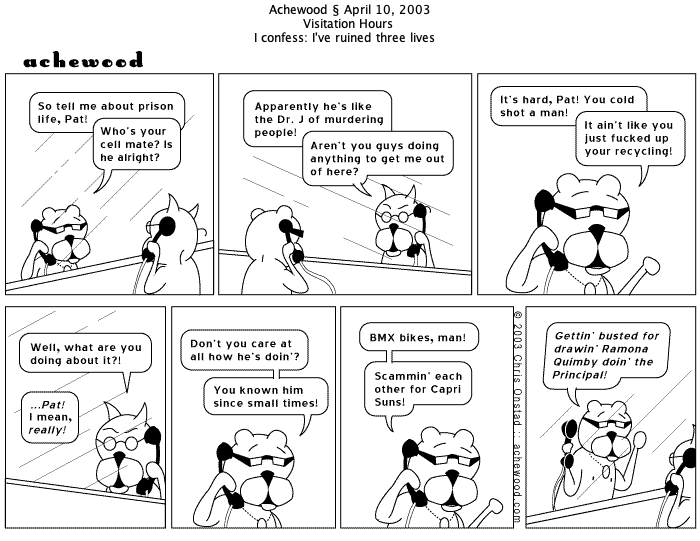 Achewood § April 10, 2003
Visitation Hours
I confess: I've ruined three lives
achewood
So tell me about prison
life, Pat!
Who's your
cell mate? Is
he alright?
Apparently he's like
the Dr. J of murdering
people!
Aren't you guys doing
anything to get me out
of here?
It's hard, Pat! You cold
shot a man!
It ain't like you
just fucked up
your recycling!
Well, what are you
doing about it?!
...Pat!
I mean,
really!
Don't you care at
all how he's doin'?
You known him
since small times!
BMX bikes, man!
Scammin' each
other for Capri
Suns!
© 2003 Chris Onstad :: achewood.com
Gettin' busted for
drawin' Ramona
Quimby doin' the
Principal!